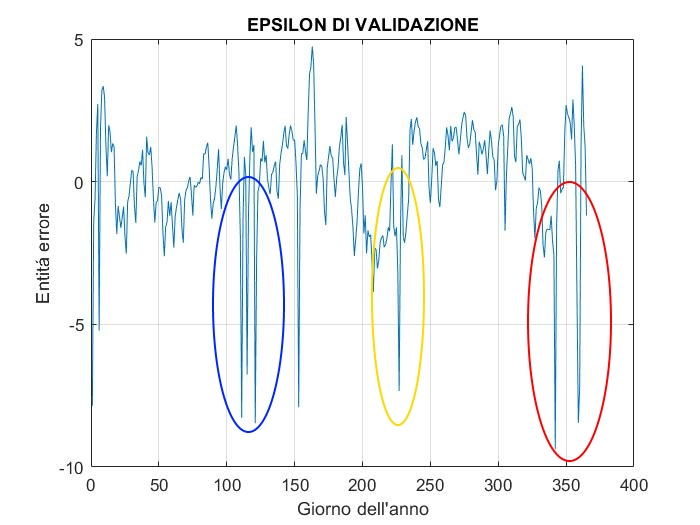 EPSILON DI VALIDAZIONE
5
0
-5
-10
Entitá errore
0 50 100 150 200 250 300 350 400
Giorno dell'anno